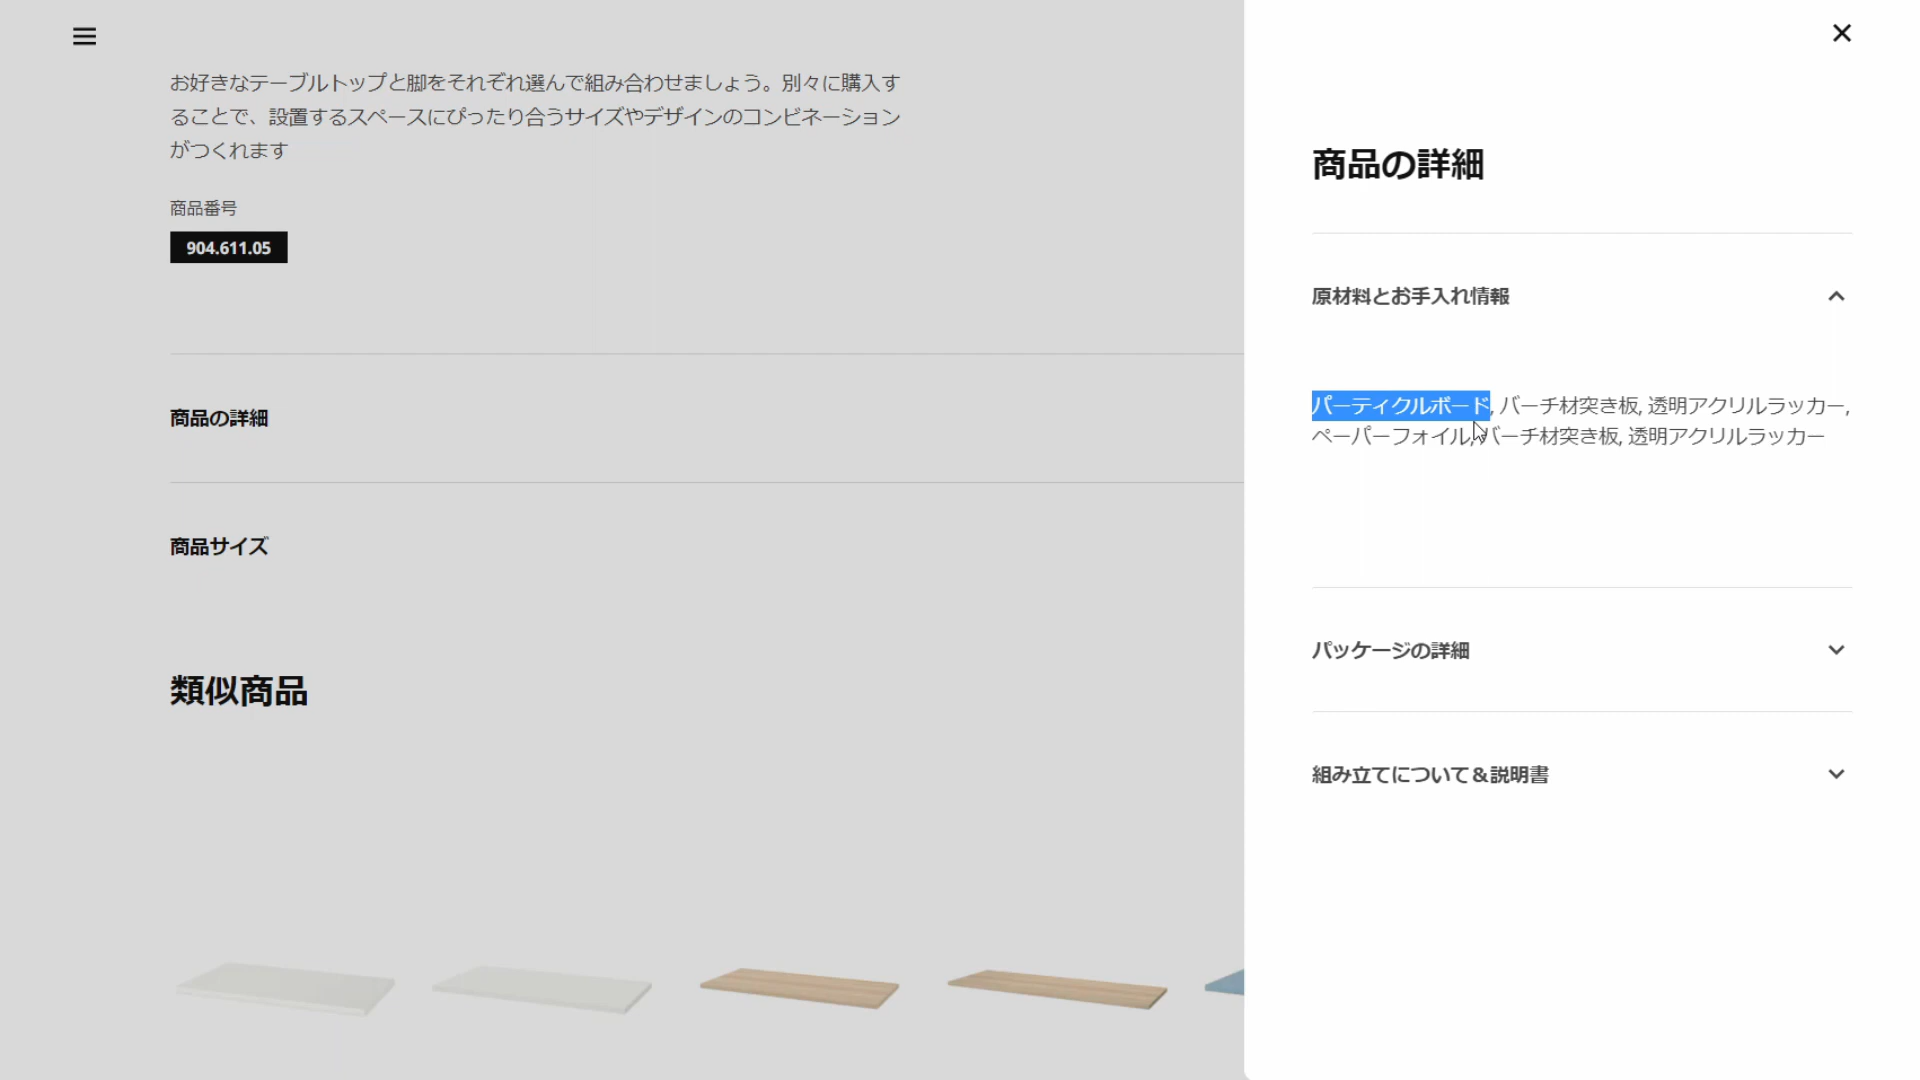 お好きなテーブルトップと脚をそれぞれ選んで組み合わせましょう。別々に購入す
ることで、設置するスペースにぴったり合うサイズやデザインのコンビネーション
がつくれます
商品番号
904.611.05
商品の詳細
商品サイズ
類似商品
商品の詳細
原材料とお手入れ情報
パーティクルボード, バーチ材突き板, 透明アクリルラッカー,
ペーパーフォイル, バーチ材突き板, 透明アクリルラッカー
パッケージの詳細
組み立てについて＆説明書